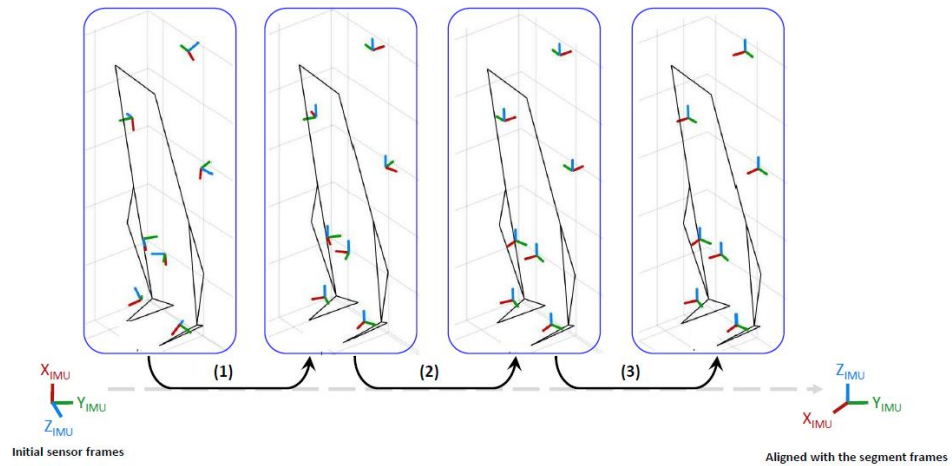 (1)
(2)
(3)
X_IMU
Y_IMU
Z_IMU
Initial sensor frames
Z_IMU
Y_IMU
X_IMU
Aligned with the segment frames